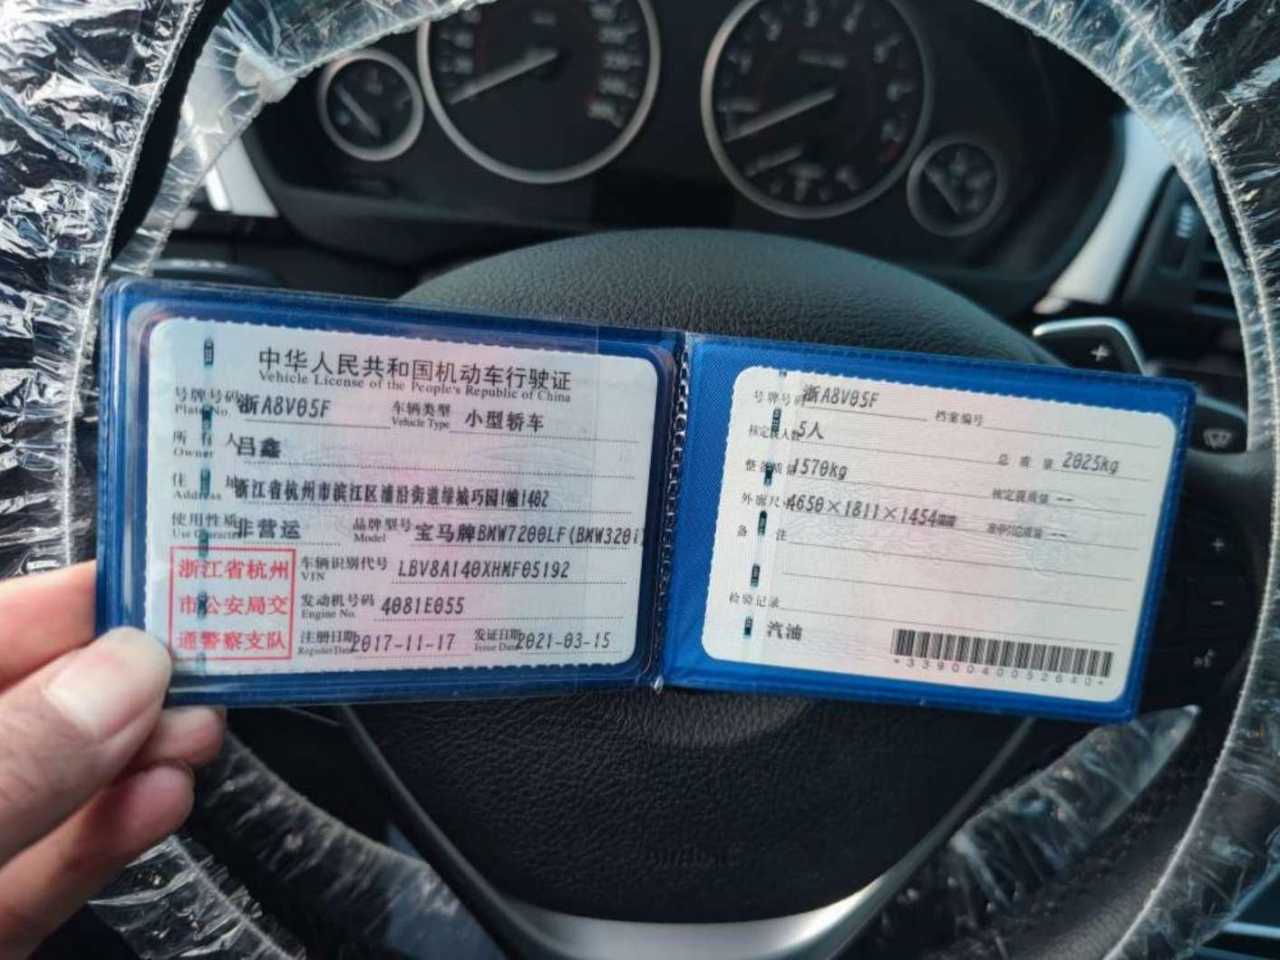 中华人民共和国机动车行驶证
Vehicle License of the People's Republic of China
号牌号码 浙A8V05F 车辆类型 小型轿车
Plate No. Vehicle Type
所有人 吕鑫
Owner
住址 浙江省杭州市滨江区浦沿街道绿城巧园1幢1402
Address
使用性质 非营运 品牌型号 宝马牌BMW7200LF(BMW320i)
Use Character Model
浙江省杭州
市公安局交
通警察支队
车辆识别代号 LBV8A140XHMF05192
VIN
发动机号码 4081E055
Engine No.
注册日期 2017-11-17 发证日期 2021-03-15
Register Date Issue Date
号牌号码 浙A8V05F 档案编号
核定载人数 5人 总质量 2025kg
整备质量 1570kg 核定载质量 --
外廓尺寸 4650×1811×1454mm --
备注
检验记录
汽油
*3390040052640*